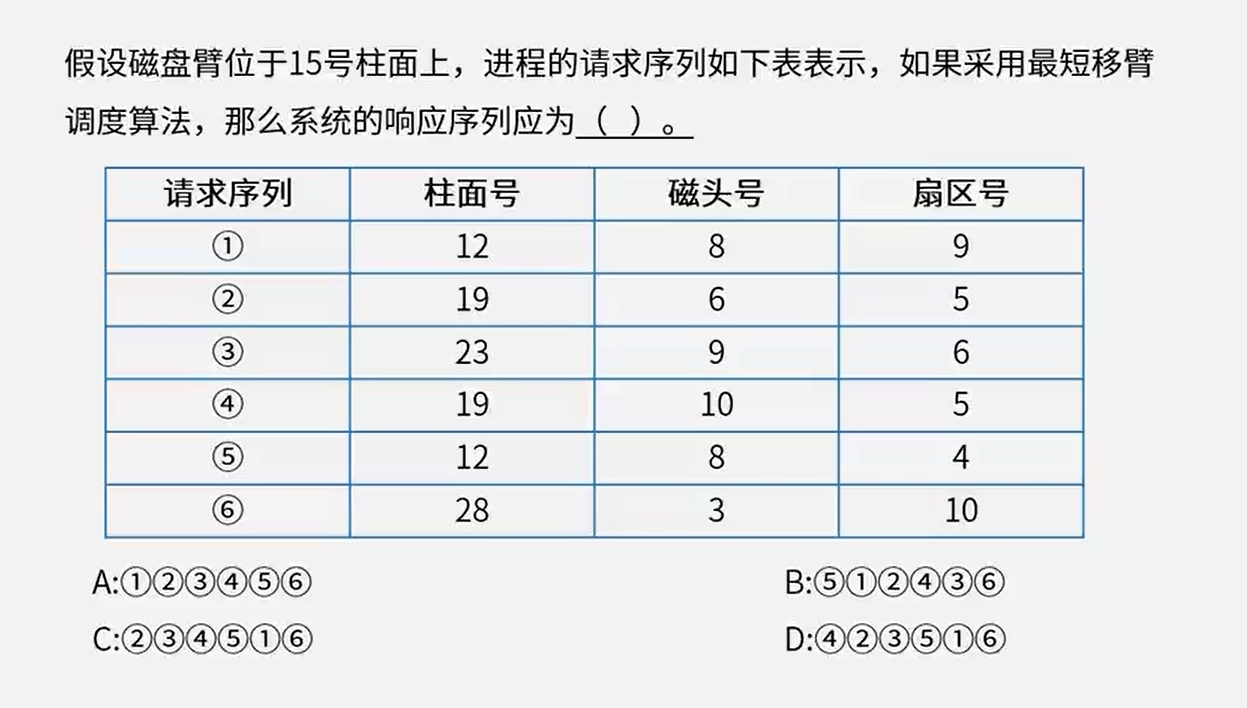 假设磁盘臂位于15号柱面上，进程的请求序列如下表表示，如果采用最短移臂
调度算法，那么系统的响应序列应为（ ）。
请求序列 柱面号 磁头号 扇区号
① 12 8 9
② 19 6 5
③ 23 9 6
④ 19 10 5
⑤ 12 8 4
⑥ 28 3 10
A:①②③④⑤⑥ B:⑤①②④③⑥
C:②③④⑤①⑥ D:④②③⑤①⑥